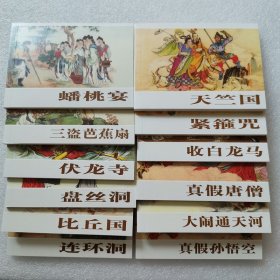 蟠桃宴
三盗芭蕉扇
伏龙寺
盘丝洞
比丘国
连环洞
天竺国
紧箍咒
收白龙马
真假唐僧
大闹通天河
真假孙悟空